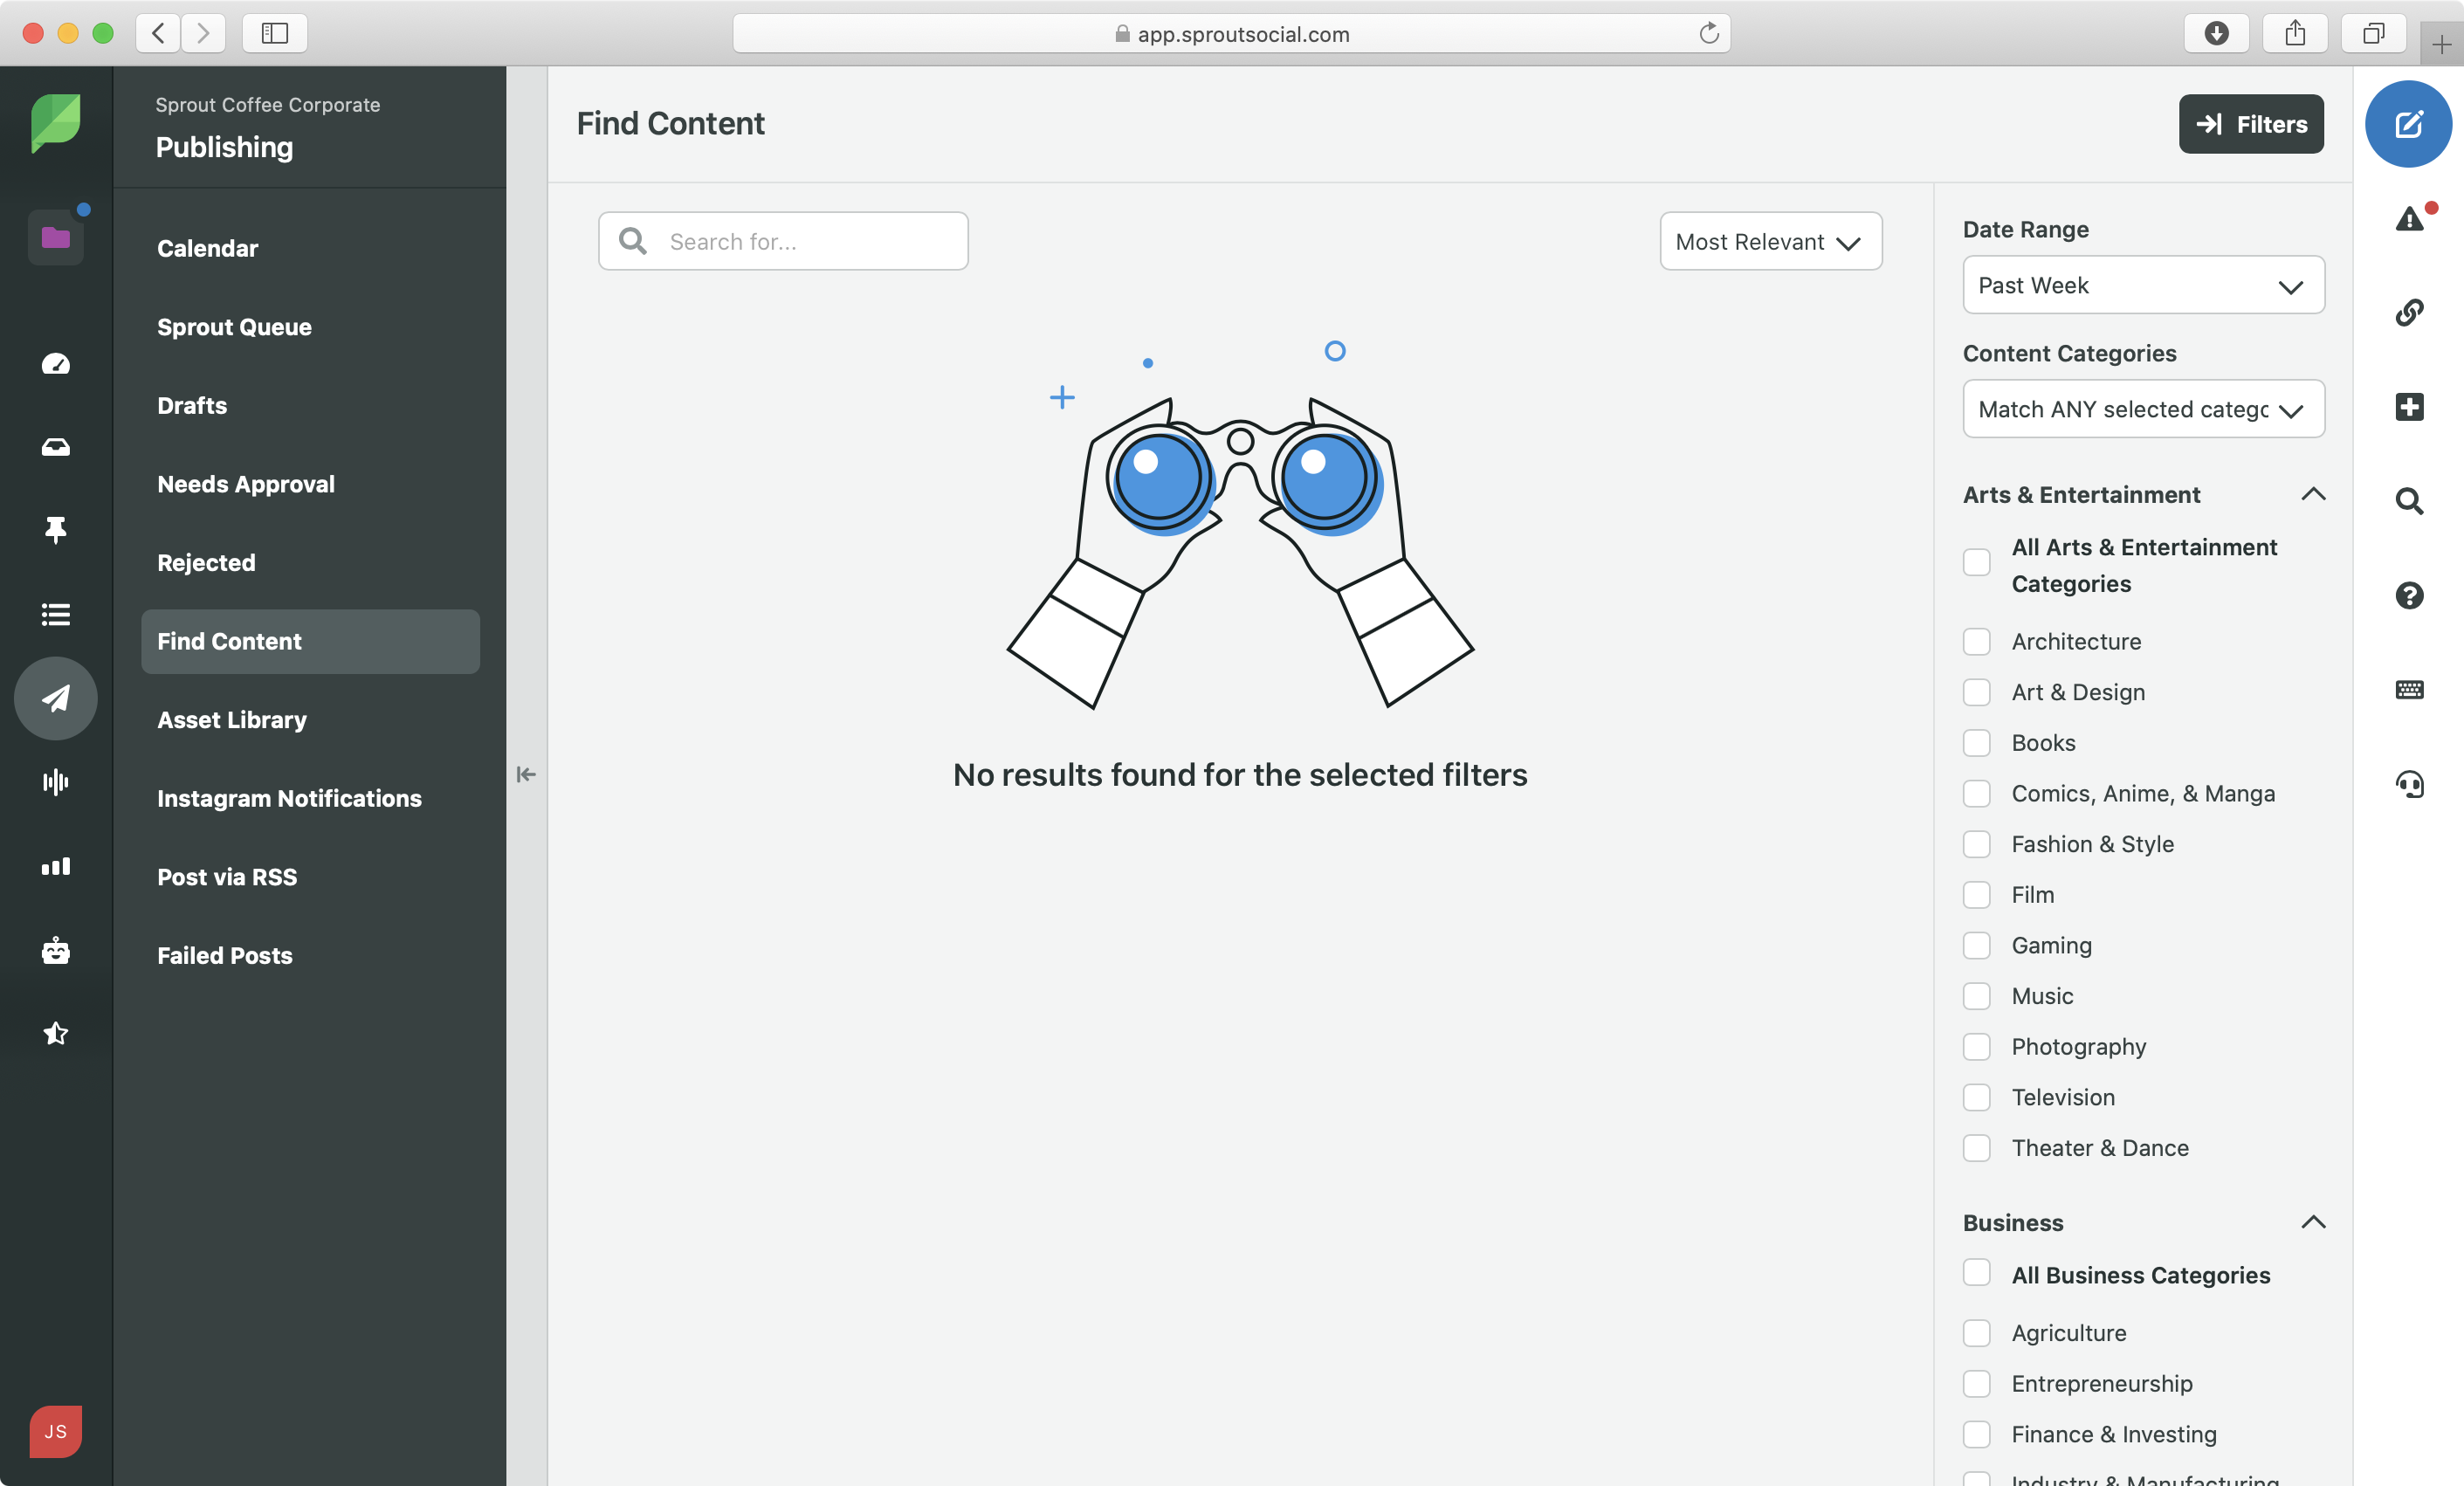 app.sproutsocial.com
Sprout Coffee Corporate
Publishing
Calendar
Sprout Queue
Drafts
Needs Approval
Rejected
Find Content
Asset Library
Instagram Notifications
Post via RSS
Failed Posts
JS
Find Content
Filters
Search for...
Most Relevant
No results found for the selected filters
Date Range
Past Week
Content Categories
Match ANY selected catego
Arts & Entertainment
All Arts & Entertainment
Categories
Architecture
Art & Design
Books
Comics, Anime, & Manga
Fashion & Style
Film
Gaming
Music
Photography
Television
Theater & Dance
Business
All Business Categories
Agriculture
Entrepreneurship
Finance & Investing
Industry & Manufacturing